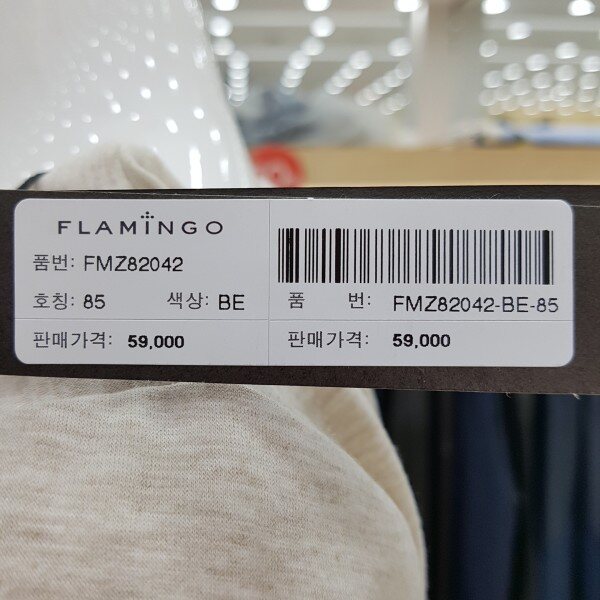 FLAMINGO
품번: FMZ82042
호칭: 85 색상: BE
판매가격: 59,000
품 번: FMZ82042-BE-85
판매가격: 59,000